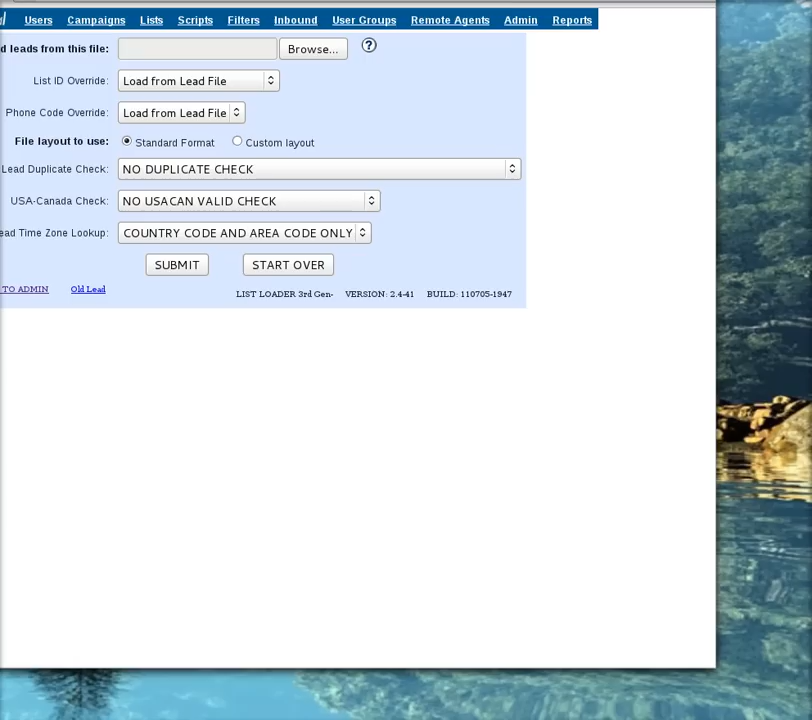 Users Campaigns Lists Scripts Filters Inbound User Groups Remote Agents Admin Reports
leads from this file: Browse... ?
List ID Override: Load from Lead File
Phone Code Override: Load from Lead File
File layout to use: Standard Format Custom layout
Lead Duplicate Check: NO DUPLICATE CHECK
USA-Canada Check: NO USACAN VALID CHECK
Time Zone Lookup: COUNTRY CODE AND AREA CODE ONLY
SUBMIT START OVER
TO ADMIN Old Lead LIST LOADER 3rd Gen- VERSION: 2.4-41 BUILD: 110705-1947